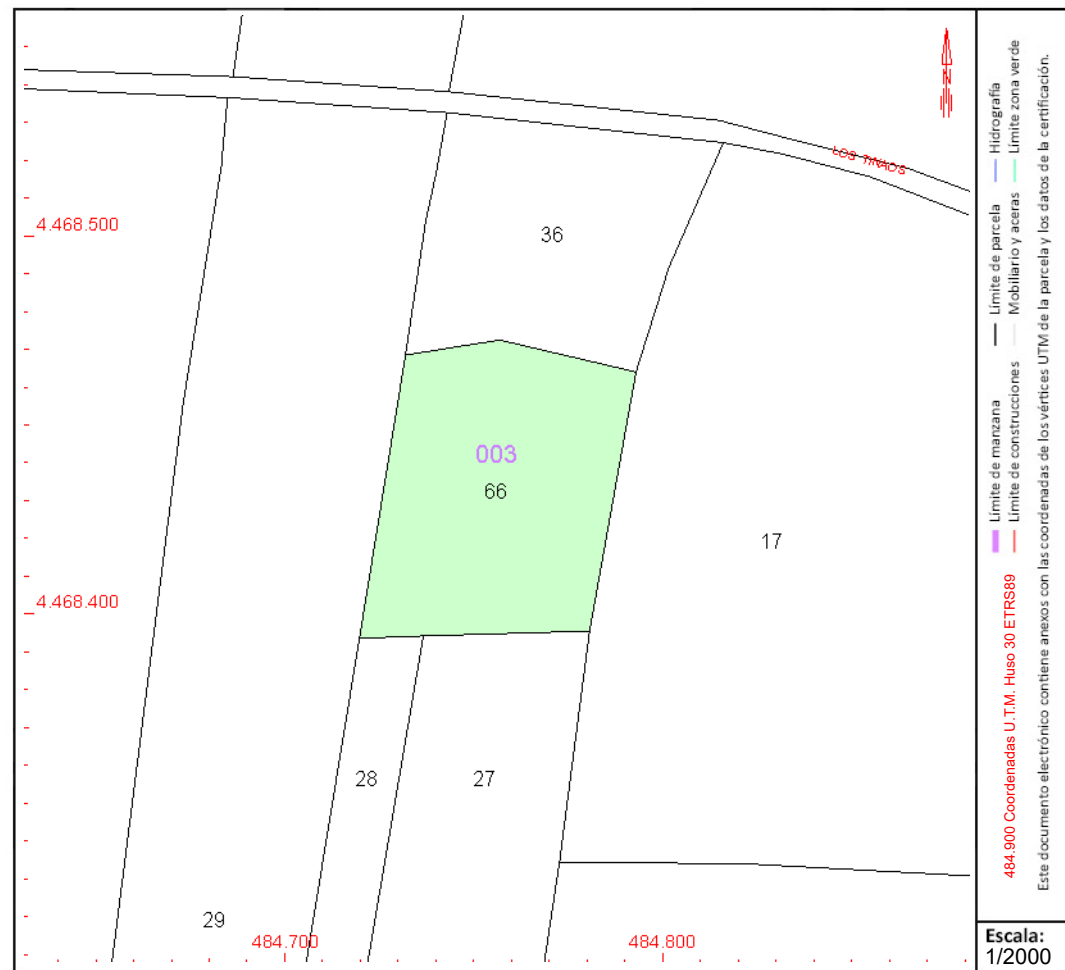 N
LOS TINAOS
4.468.500
36
003
66
17
4.468.400
28
27
29
484.700
484.800
Límite de manzana
Límite de parcela
Hidrografía
484.900 Coordenadas U.T.M. Huso 30 ETRS89
Límite de construcciones
Mobiliario y aceras
Límite zona verde
Este documento electrónico contiene anexos con las coordenadas de los vértices UTM de la parcela y los datos de la certificación.
Escala:
1/2000